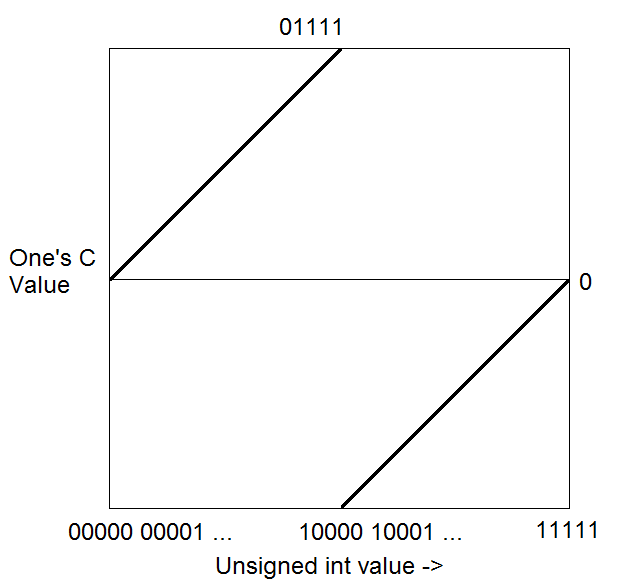 01111
One's C
Value
0
00000 00001 ... 10000 10001 ... 11111
Unsigned int value ->